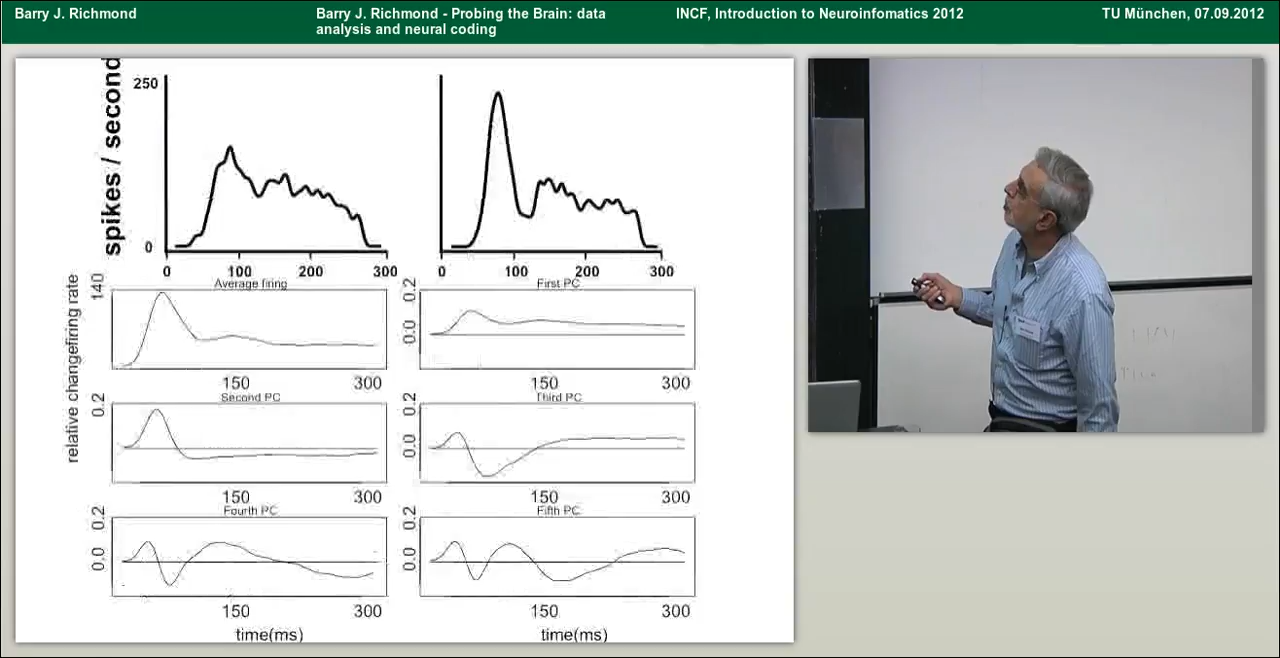 Barry J. Richmond
Barry J. Richmond - Probing the Brain: data
analysis and neural coding
INCF, Introduction to Neuroinfomatics 2012
TU München, 07.09.2012
spikes / second
250
0
0 100 200 300
0 100 200 300
relative changefiring rate
Average firing
140
150 300
First PC
0.2
0.0
150 300
Second PC
0.2
150 300
Third PC
0.2
0.0
150 300
Fourth PC
0.2
0.0
150 300
time(ms)
Fifth PC
0.2
0.0
150 300
time(ms)